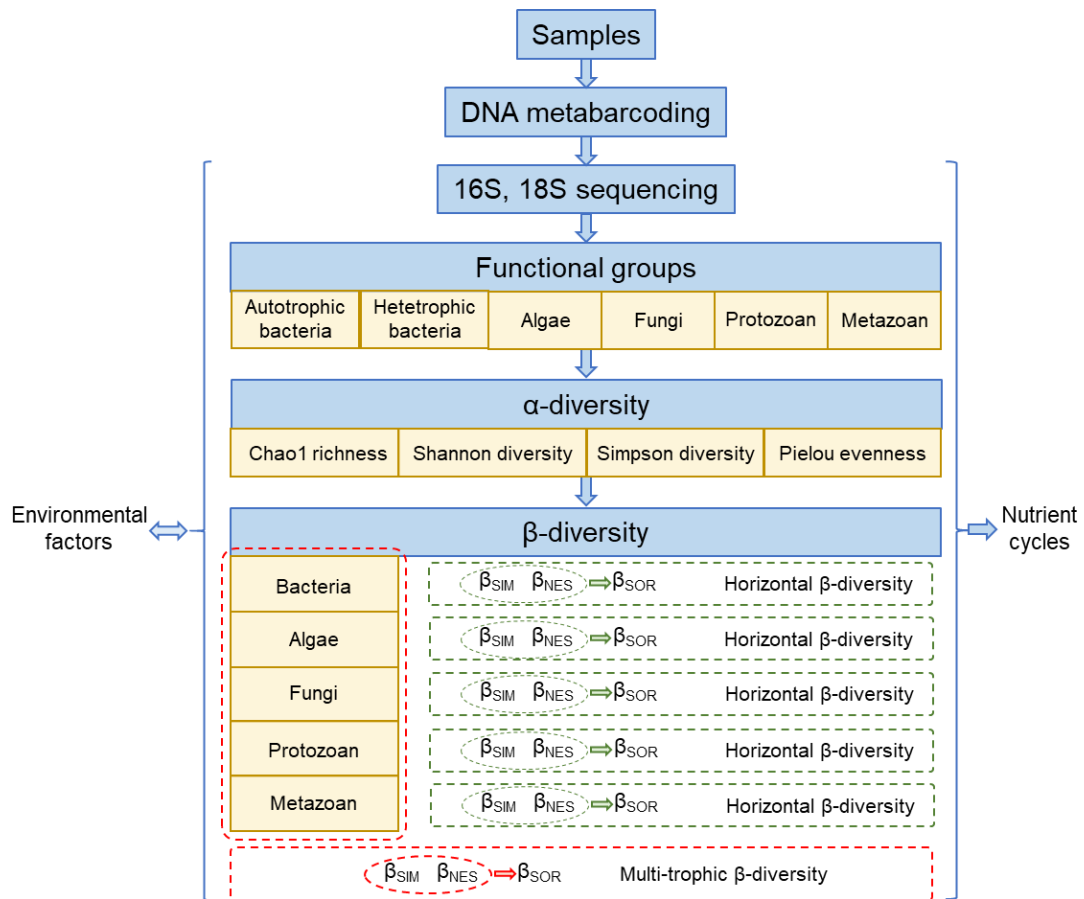 Samples
DNA metabarcoding
16S, 18S sequencing
Functional groups
Autotrophic
bacteria
Hetetrophic
bacteria
Algae
Fungi
Protozoan
Metazoan
α-diversity
Chao1 richness
Shannon diversity
Simpson diversity
Pielou evenness
Environmental
factors
Nutrient
cycles
β-diversity
Bacteria
βSIM βNES βSOR Horizontal β-diversity
Algae
βSIM βNES βSOR Horizontal β-diversity
Fungi
βSIM βNES βSOR Horizontal β-diversity
Protozoan
βSIM βNES βSOR Horizontal β-diversity
Metazoan
βSIM βNES βSOR Horizontal β-diversity
βSIM βNES βSOR Multi-trophic β-diversity